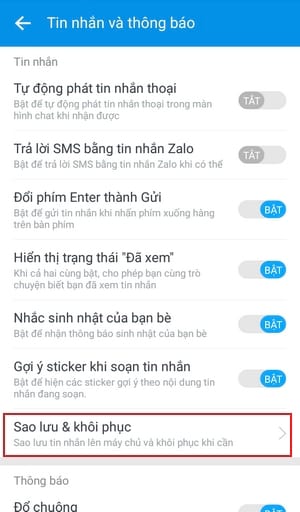 Tin nhắn và thông báo
Tin nhắn
Tự động phát tin nhắn thoại
Bật để tự động phát tin nhắn thoại trong màn
hình chat khi nhận được
TẮT
Trả lời SMS bằng tin nhắn Zalo
Bật để trả lời SMS bằng tin nhắn Zalo khi có thể
TẮT
Đổi phím Enter thành Gửi
Bật để gửi tin nhắn khi nhấn phím xuống hàng
trên bàn phím
BẬT
Hiển thị trạng thái "Đã xem"
Khi cả hai cùng bật, cho phép bạn cùng trò
chuyện biết bạn đã xem tin nhắn
BẬT
Nhắc sinh nhật của bạn bè
Bật để nhận thông báo sinh nhật của bạn bè
BẬT
Gợi ý sticker khi soạn tin nhắn
Bật để hiện các sticker gợi ý theo nội dung tin
nhắn đang soạn.
BẬT
Sao lưu & khôi phục
Sao lưu tin nhắn lên máy chủ và khôi phục khi cần
Thông báo
Đổ chuông